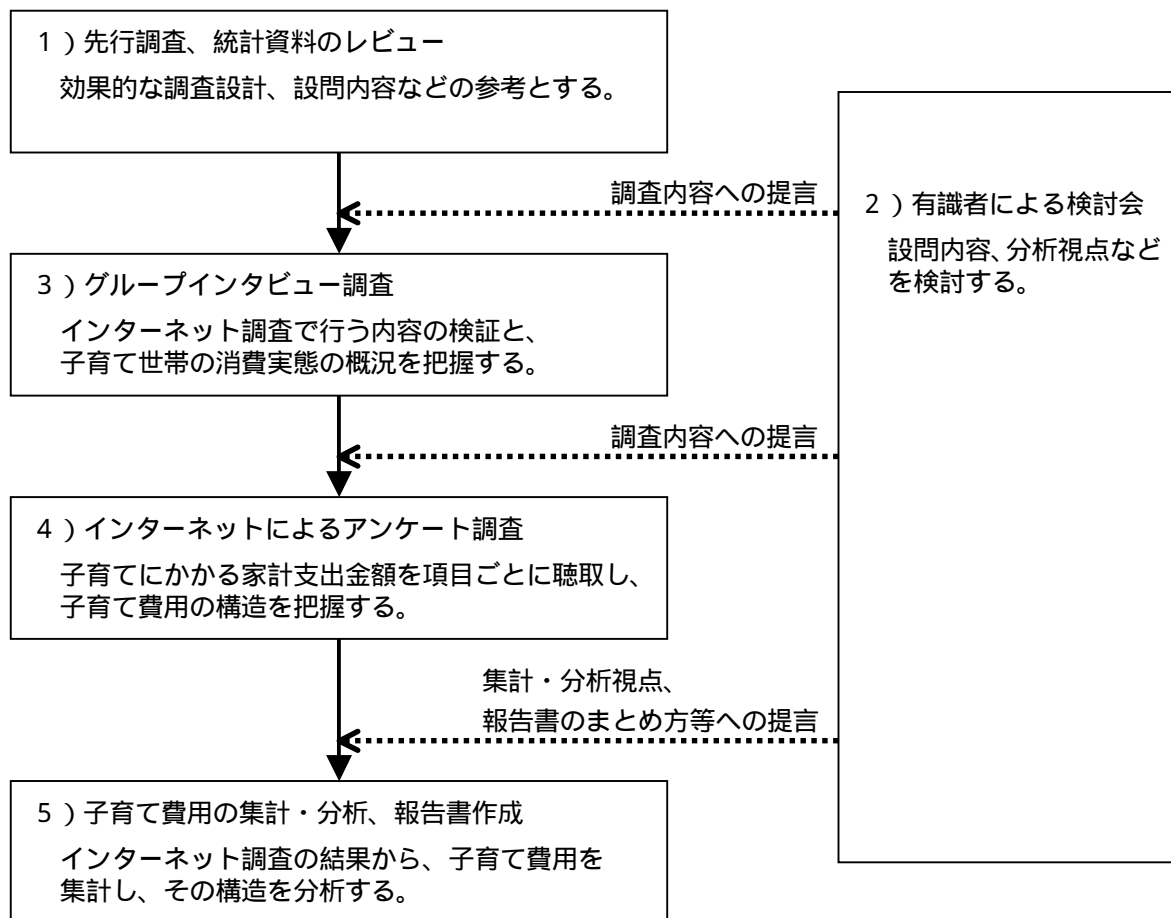 1）先行調査、統計資料のレビュー
効果的な調査設計、設問内容などの参考とする。
調査内容への提言
2）有識者による検討会
設問内容、分析視点など
を検討する。
3）グループインタビュー調査
インターネット調査で行う内容の検証と、
子育て世帯の消費実態の概況を把握する。
調査内容への提言
4）インターネットによるアンケート調査
子育てにかかる家計支出金額を項目ごとに聴取し、
子育て費用の構造を把握する。
集計・分析視点、
報告書のまとめ方等への提言
5）子育て費用の集計・分析、報告書作成
インターネット調査の結果から、子育て費用を
集計し、その構造を分析する。